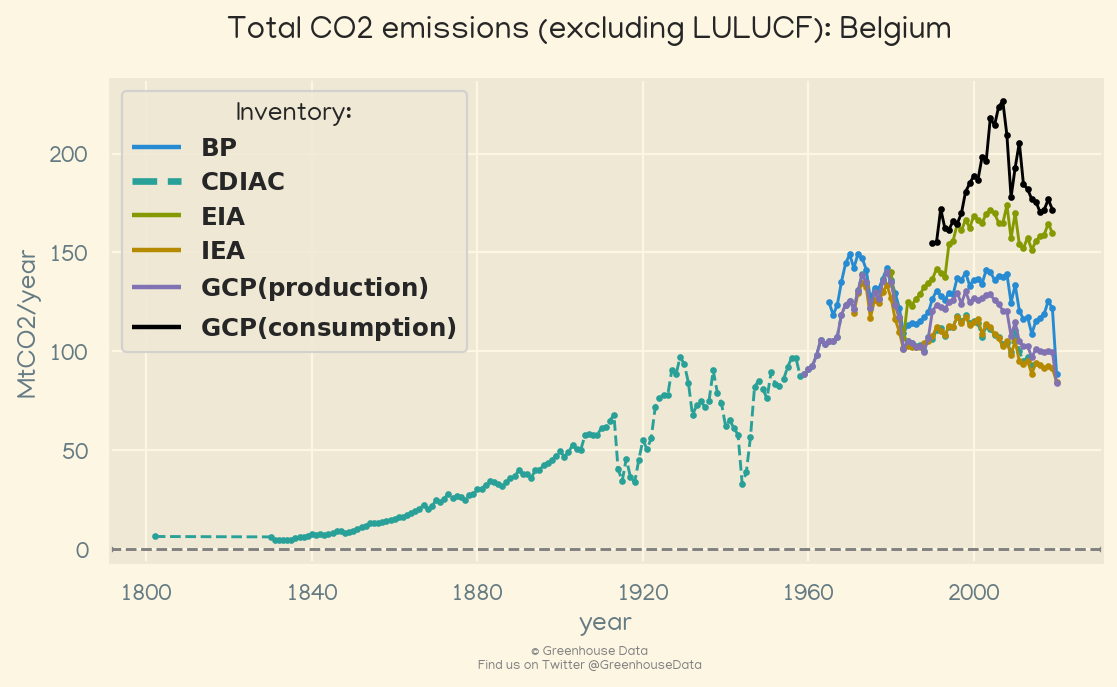 Total CO2 emissions (excluding LULUCF): Belgium
Inventory:
BP
CDIAC
EIA
IEA
GCP(production)
GCP(consumption)
MtCO2/year
200
150
100
50
0
1800 1840 1880 1920 1960 2000
year
© Greenhouse Data
Find us on Twitter @GreenhouseData